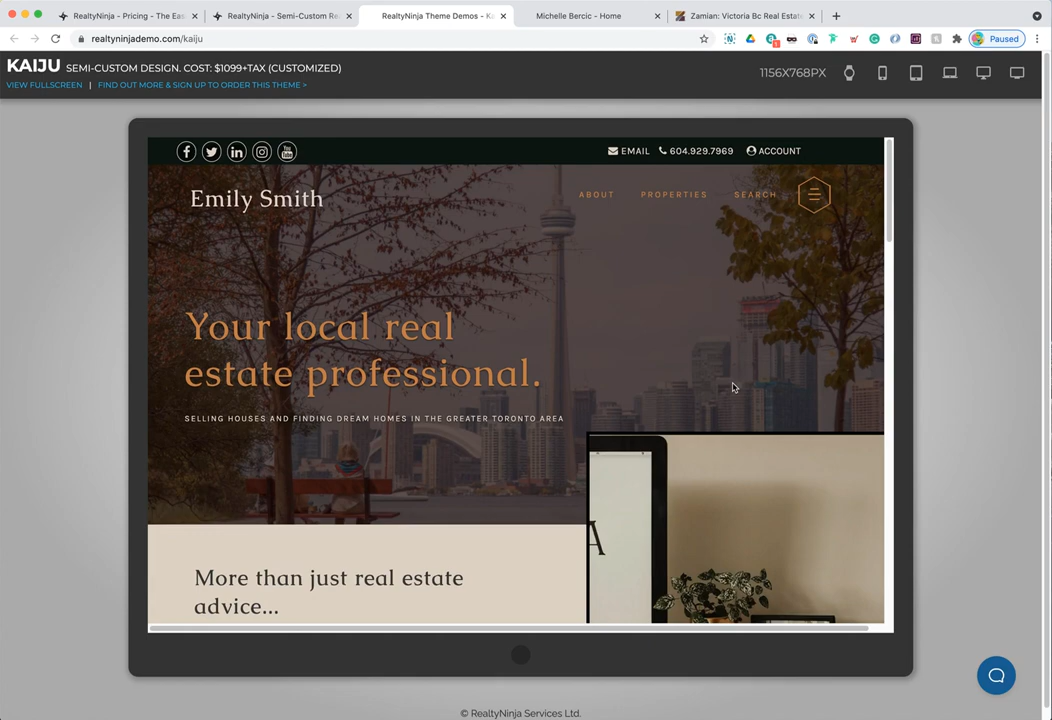 RealtyNinja - Pricing - The Eas
RealtyNinja - Semi-Custom Re
RealtyNinja Theme Demos - Ka
Michelle Bercic - Home
Zamian: Victoria Bc Real Estat
realtyninjademo.com/kaiju
Paused
KAIJU SEMI-CUSTOM DESIGN. COST: $1099+TAX (CUSTOMIZED)
1156X768PX
VIEW FULLSCREEN | FIND OUT MORE & SIGN UP TO ORDER THIS THEME >
EMAIL 604.929.7969 ACCOUNT
Emily Smith
ABOUT PROPERTIES SEARCH
Your local real
estate professional.
SELLING HOUSES AND FINDING DREAM HOMES IN THE GREATER TORONTO AREA
A
More than just real estate
advice...
© RealtyNinja Services Ltd.